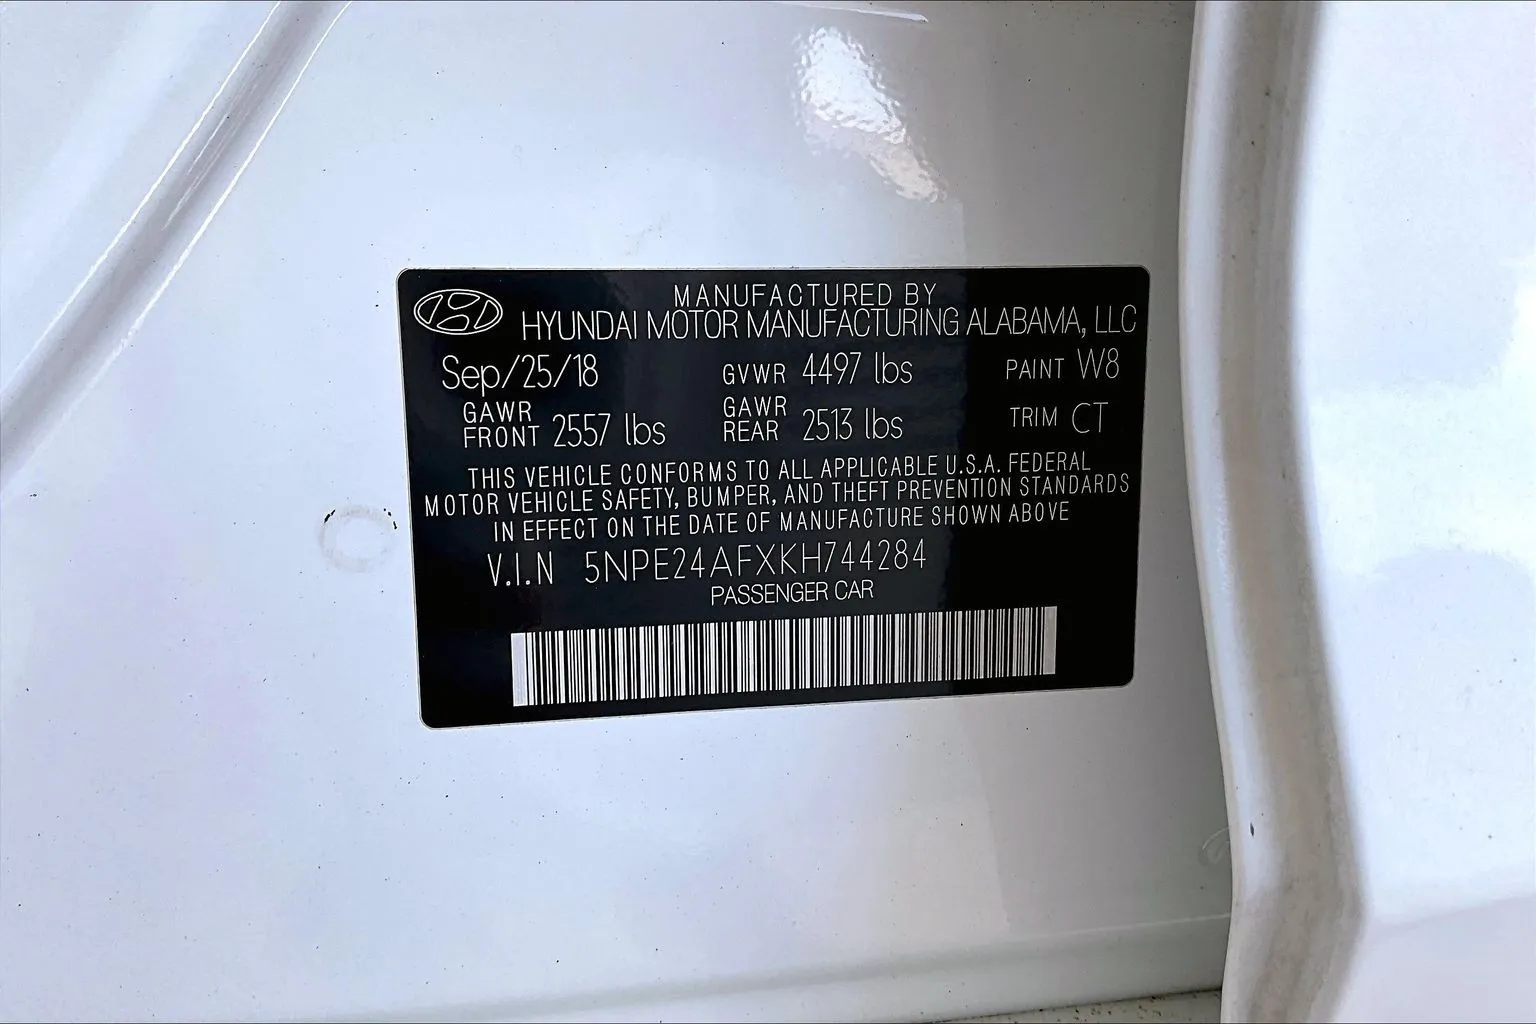 MANUFACTURED BY
HYUNDAI MOTOR MANUFACTURING ALABAMA, LLC
Sep/25/18 GVWR 4497 lbs PAINT W8
GAWR FRONT 2557 lbs GAWR REAR 2513 lbs TRIM CT
THIS VEHICLE CONFORMS TO ALL APPLICABLE U.S.A. FEDERAL
MOTOR VEHICLE SAFETY, BUMPER, AND THEFT PREVENTION STANDARDS
IN EFFECT ON THE DATE OF MANUFACTURE SHOWN ABOVE
V.I.N 5NPE24AFXKH744284
PASSENGER CAR